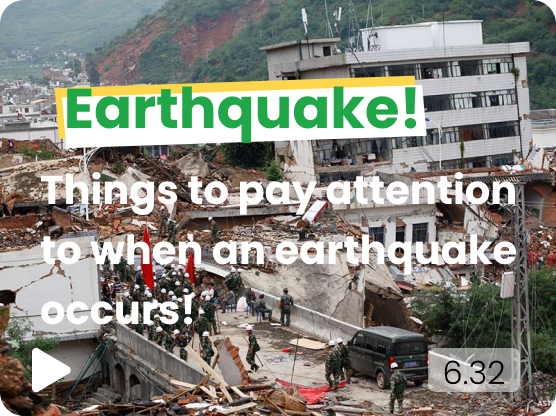 Earthquake!
Things to pay attention
to when an earthquake
occurs!
6.32